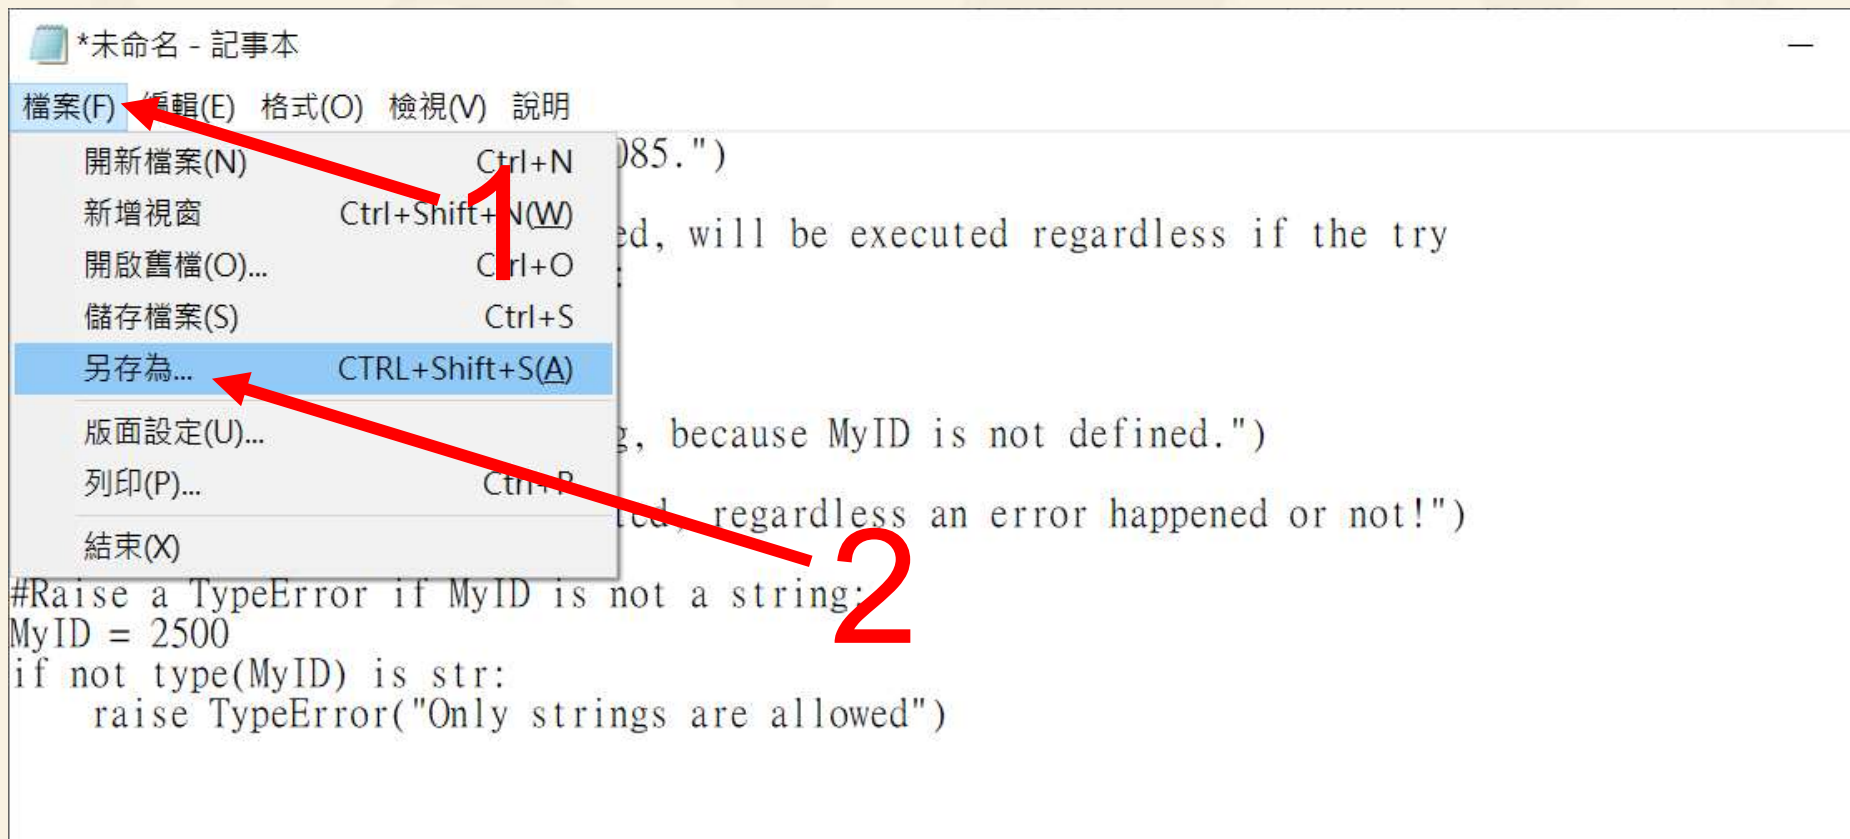 *未命名 - 記事本
檔案(F) 編輯(E) 格式(O) 檢視(V) 說明
開新檔案(N) Ctrl+N
085.")
新增視窗 Ctrl+Shift+N(W)
ed, will be executed regardless if the try
開啟舊檔(O)... Ctrl+O
:
儲存檔案(S) Ctrl+S
另存為... CTRL+Shift+S(A)
版面設定(U)...
, because MyID is not defined.")
列印(P)... Ctrl+P
ted, regardless an error happened or not!")
結束(X)
#Raise a TypeError if MyID is not a string:
MyID = 2500
if not type(MyID) is str:
raise TypeError("Only strings are allowed")
1
2